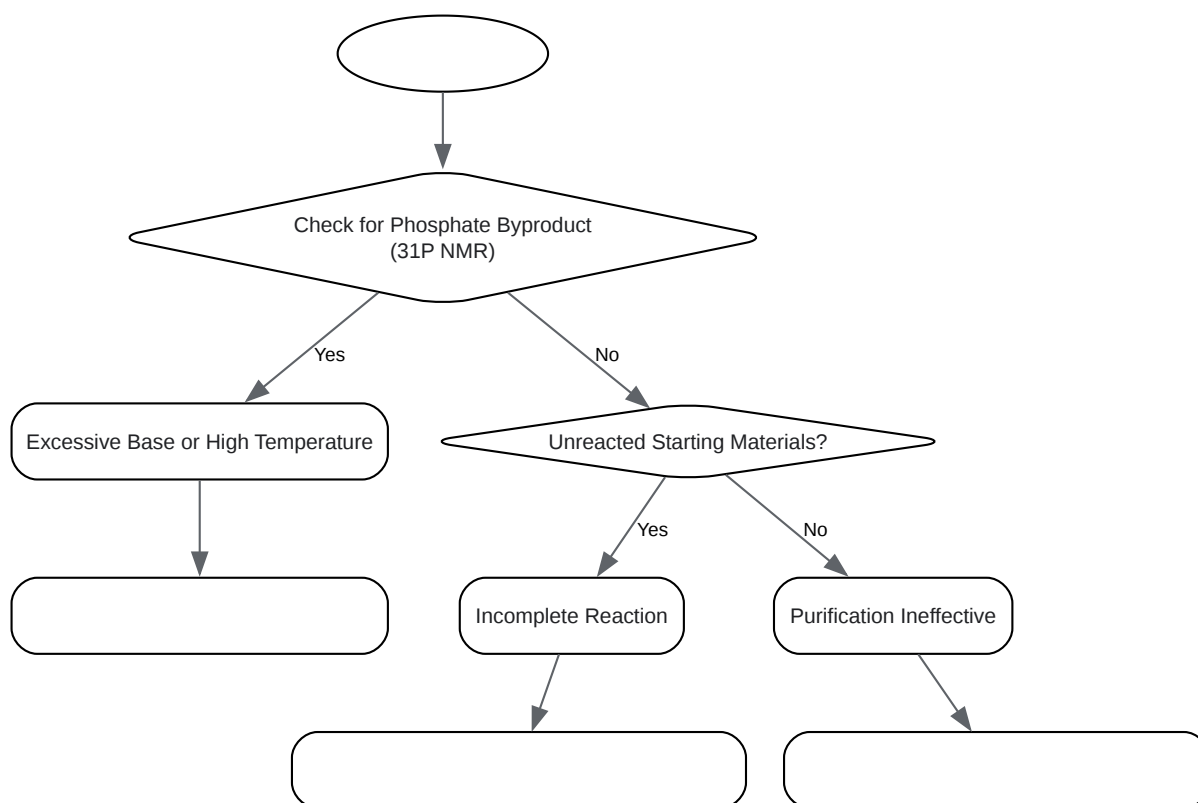 Check for Phosphate Byproduct
(31P NMR)
Yes
No
Excessive Base or High Temperature
Unreacted Starting Materials?
Yes
No
Incomplete Reaction
Purification Ineffective